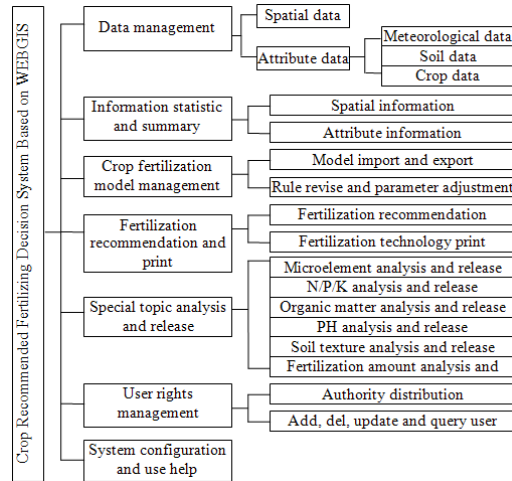 Crop Recommended Fertilizing Decision System Based on WEBGIS
Data management
Spatial data
Attribute data
Meteorological data
Soil data
Crop data
Information statistic
and summary
Spatial information
Attribute information
Crop fertilization
model management
Model import and export
Rule revise and parameter adjustment
Fertilization
recommendation and
print
Fertilization recommendation
Fertilization technology print
Special topic analysis
and release
Microelement analysis and release
N/P/K analysis and release
Organic matter analysis and release
PH analysis and release
Soil texture analysis and release
Fertilization amount analysis and
User rights
management
Authority distribution
Add, del, update and query user
System configuration
and use help